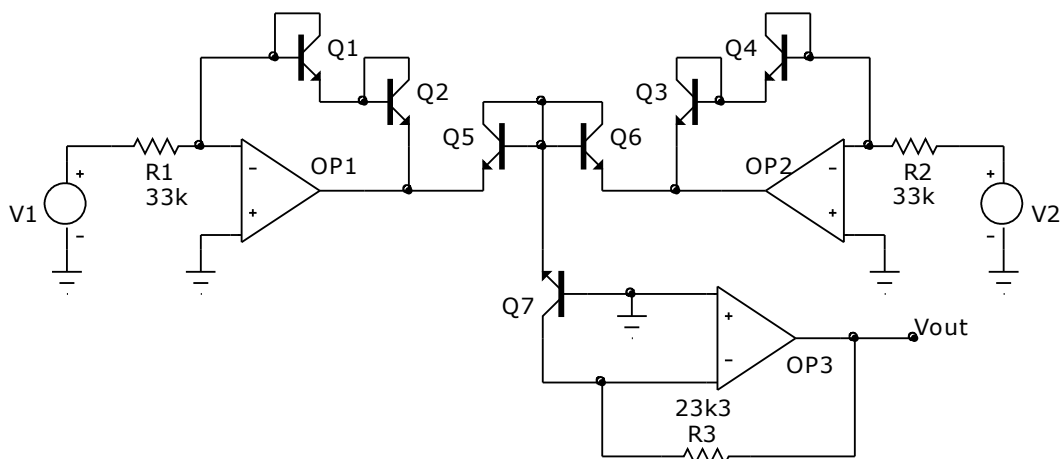 Q1
Q4
Q2
Q3
Q5
Q6
+
R1
33k
-
+
OP1
OP2
-
+
R2
33k
+
V1
-
V2
-
Q7
+
-
OP3
Vout
23k3
R3